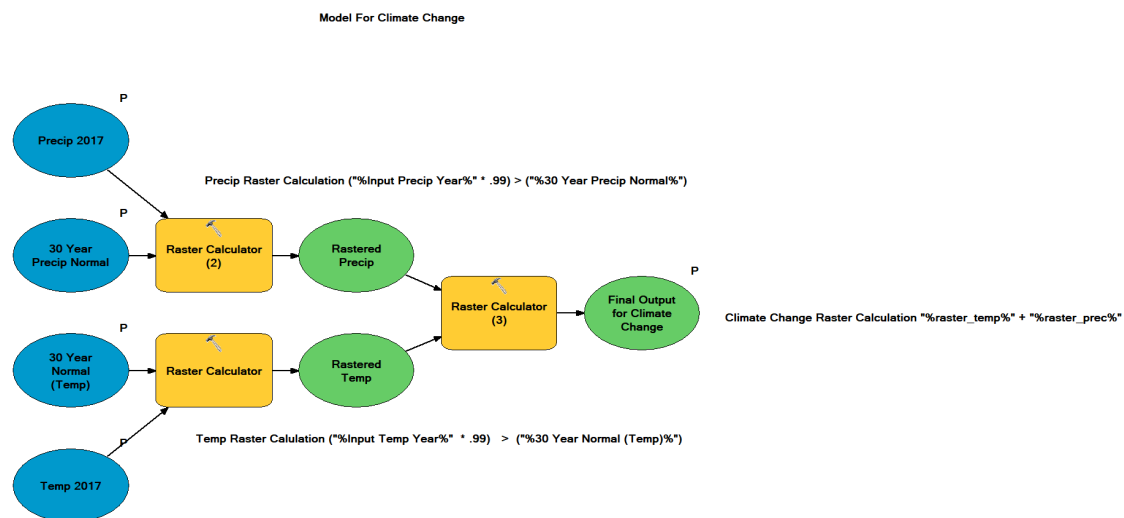 Model For Climate Change
P
Precip 2017
Precip Raster Calculation ("%Input Precip Year%" * .99) > ("%30 Year Precip Normal%")
P
30 Year
Precip Normal
Raster Calculator
(2)
Rastered
Precip
P
Raster Calculator
(3)
Final Output
for Climate
Change
Climate Change Raster Calculation "%raster_temp%" + "%raster_prec%"
P
30 Year
Normal
(Temp)
Raster Calculator
Rastered
Temp
Temp Raster Calulation ("%Input Temp Year%" * .99) > ("%30 Year Normal (Temp)%")
P
Temp 2017